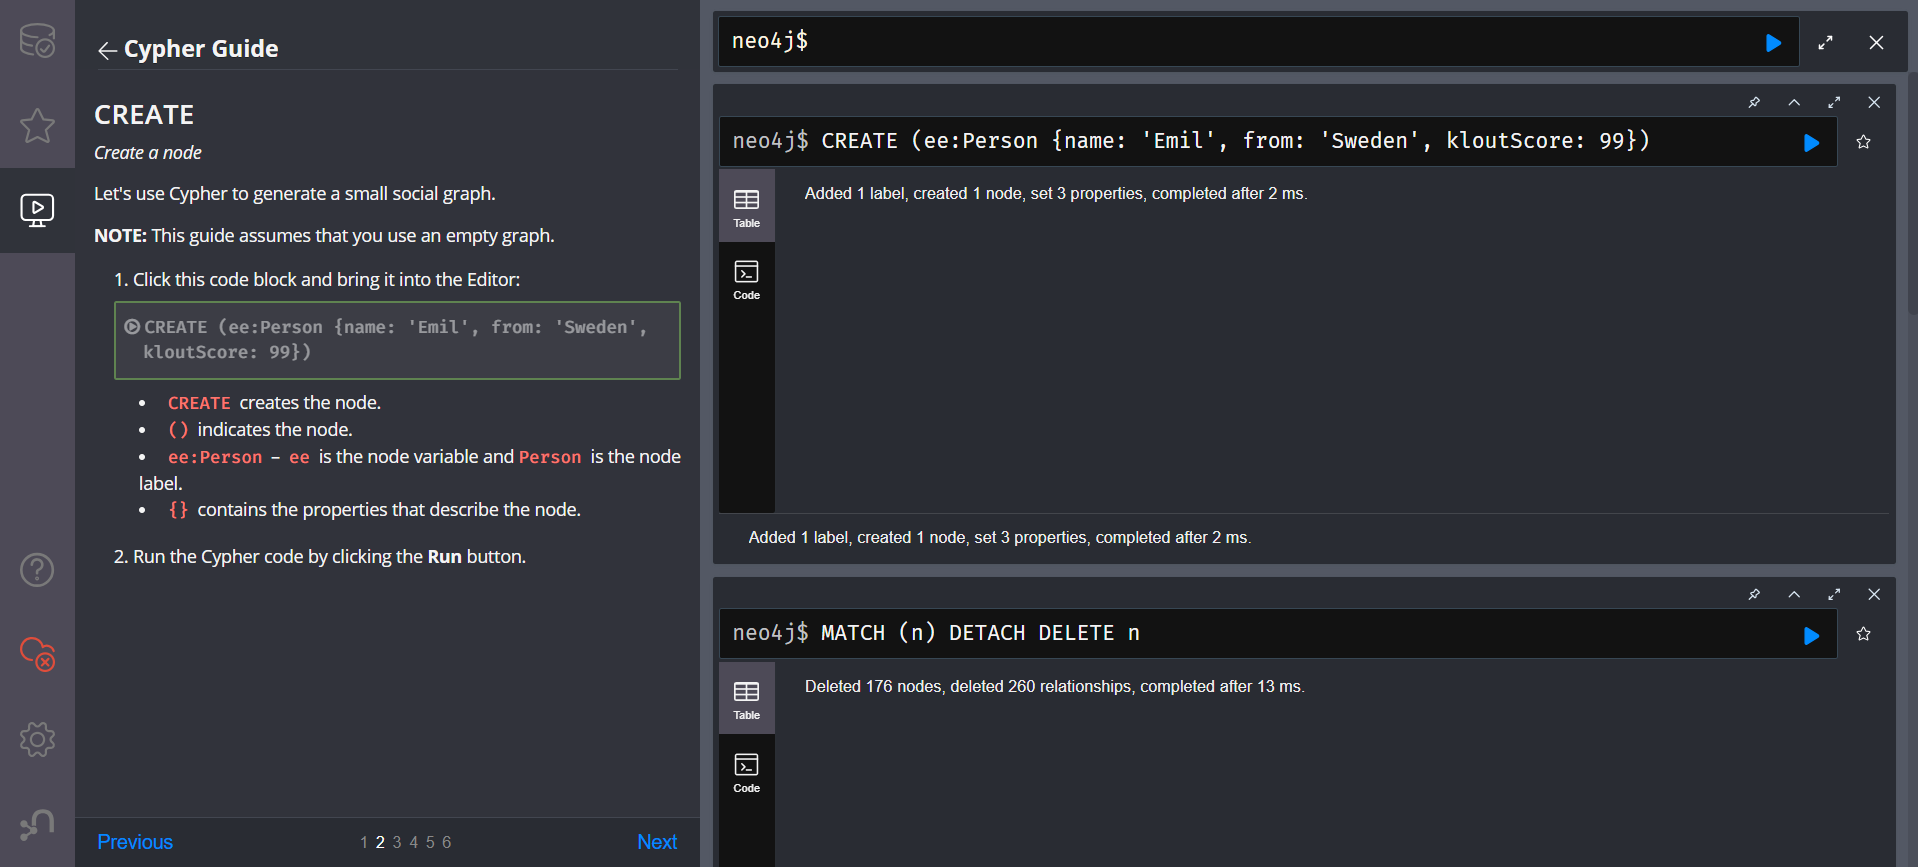 Cypher Guide
CREATE
Create a node
Let's use Cypher to generate a small social graph.
NOTE: This guide assumes that you use an empty graph.
1. Click this code block and bring it into the Editor:
CREATE (ee:Person {name: 'Emil', from: 'Sweden',
kloutScore: 99})
• CREATE creates the node.
• () indicates the node.
• ee:Person – ee is the node variable and Person is the node
label.
• {} contains the properties that describe the node.
2. Run the Cypher code by clicking the Run button.
Previous
1 2 3 4 5 6
Next
neo4j$
neo4j$ CREATE (ee:Person {name: 'Emil', from: 'Sweden', kloutScore: 99})
Table
Added 1 label, created 1 node, set 3 properties, completed after 2 ms.
Code
Added 1 label, created 1 node, set 3 properties, completed after 2 ms.
neo4j$ MATCH (n) DETACH DELETE n
Table
Deleted 176 nodes, deleted 260 relationships, completed after 13 ms.
Code